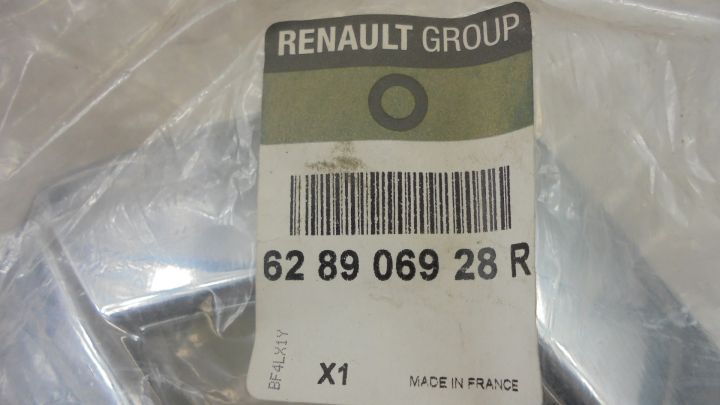 RENAULT GROUP
62 89 069 28 R
BF4LX1Y
X1
MADE IN FRANCE